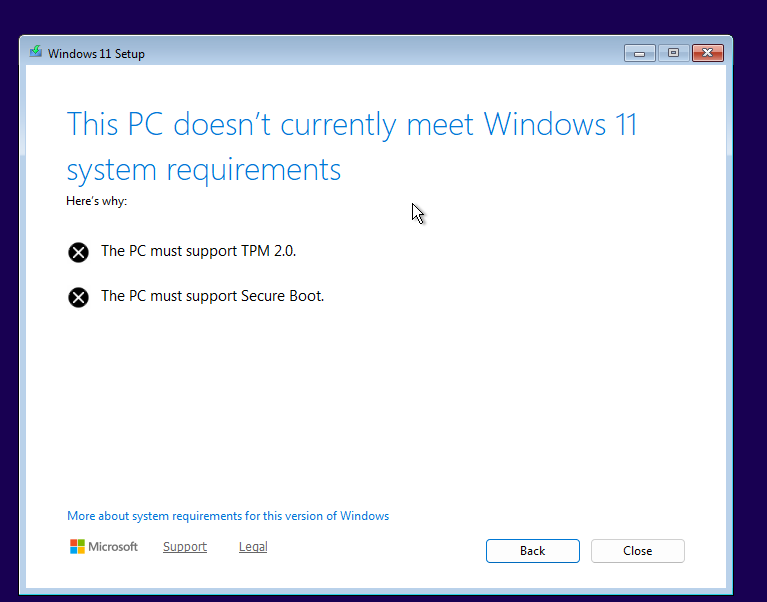 Windows 11 Setup
This PC doesn’t currently meet Windows 11
system requirements
Here’s why:
The PC must support TPM 2.0.
The PC must support Secure Boot.
More about system requirements for this version of Windows
Microsoft Support Legal Back Close